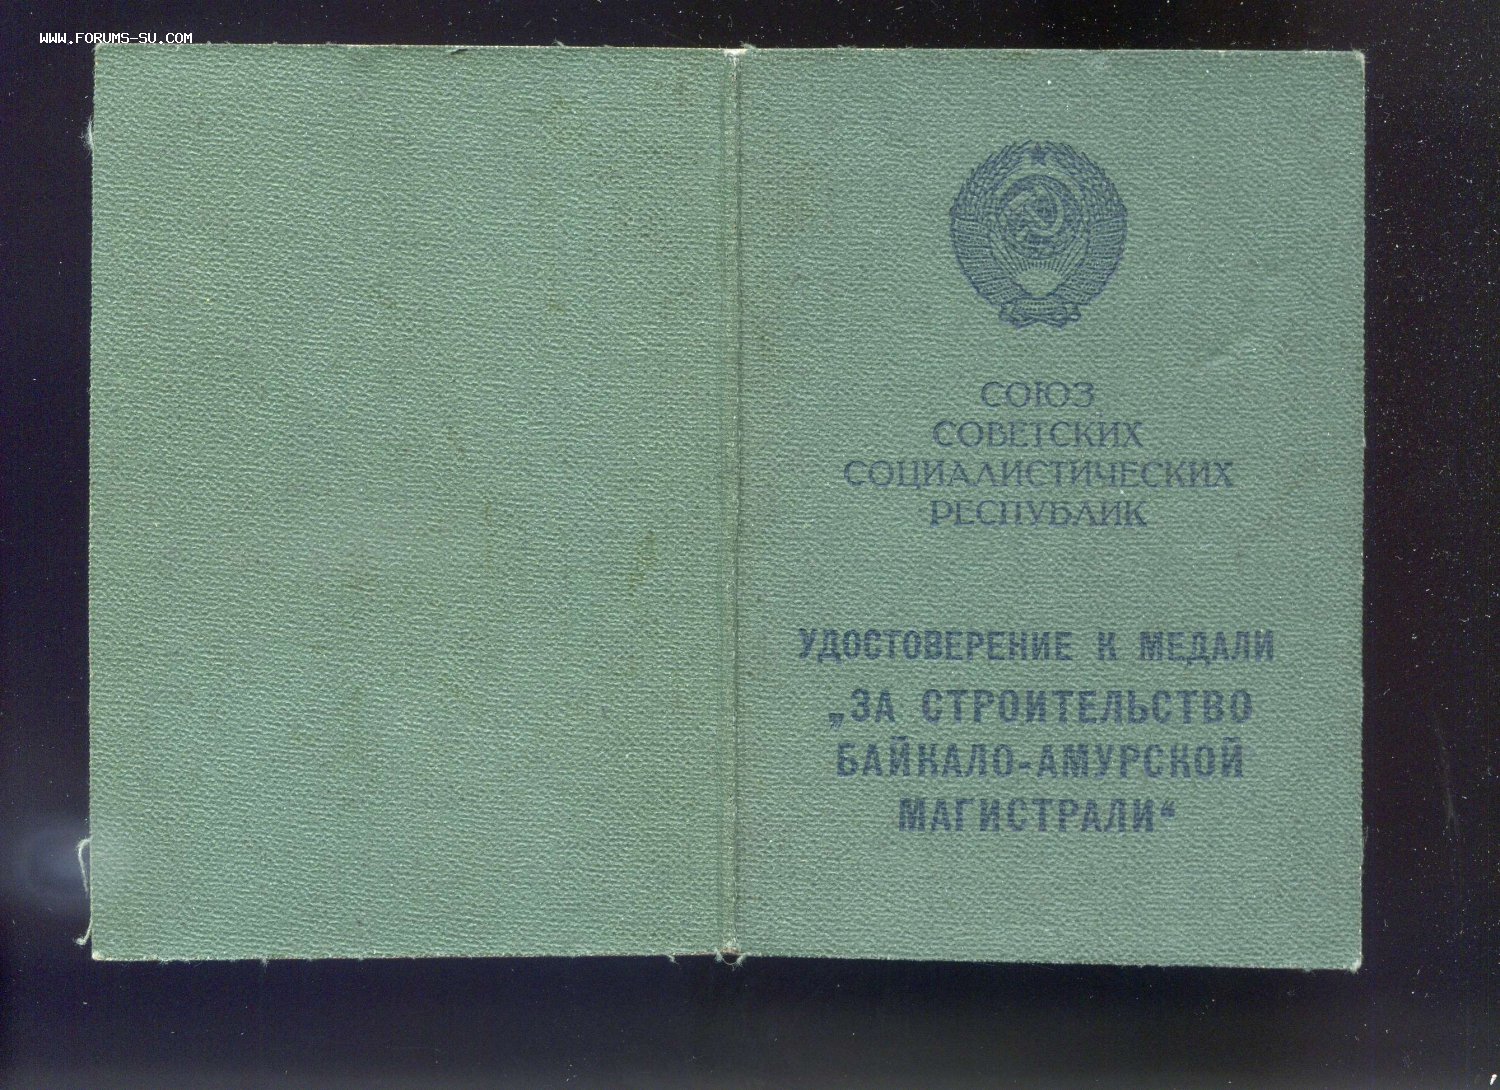 WWW.FORUMS-SU.COM
СОЮЗ
СОВЕТСКИХ
СОЦИАЛИСТИЧЕСКИХ
РЕСПУБЛИК
УДОСТОВЕРЕНИЕ К МЕДАЛИ
„ЗА СТРОИТЕЛЬСТВО
БАЙКАЛО-АМУРСКОЙ
МАГИСТРАЛИ“